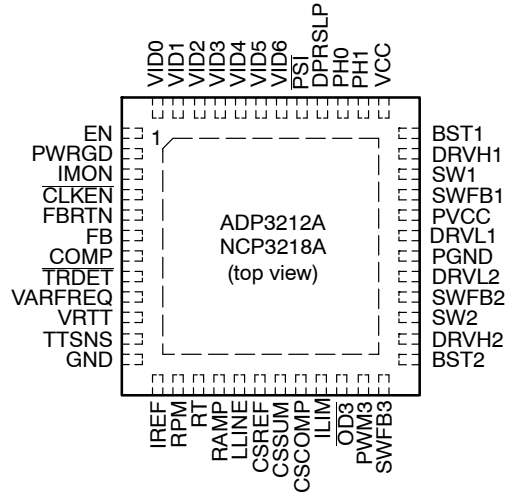 VID0
VID1
VID2
VID3
VID4
VID5
VID6
PSI
DPRSLP
PH0
PH1
VCC
EN
PWRGD
IMON
CLKEN
FBRTN
FB
COMP
TRDET
VARFREQ
VRTT
TTSNS
GND
1
ADP3212A
NCP3218A
(top view)
BST1
DRVH1
SW1
SWFB1
PVCC
DRVL1
PGND
DRVL2
SWFB2
SW2
DRVH2
BST2
IREF
RPM
RT
RAMP
LLINE
CSREF
CSSUM
CSCOMP
ILIM
OD3
PWM3
SWFB3